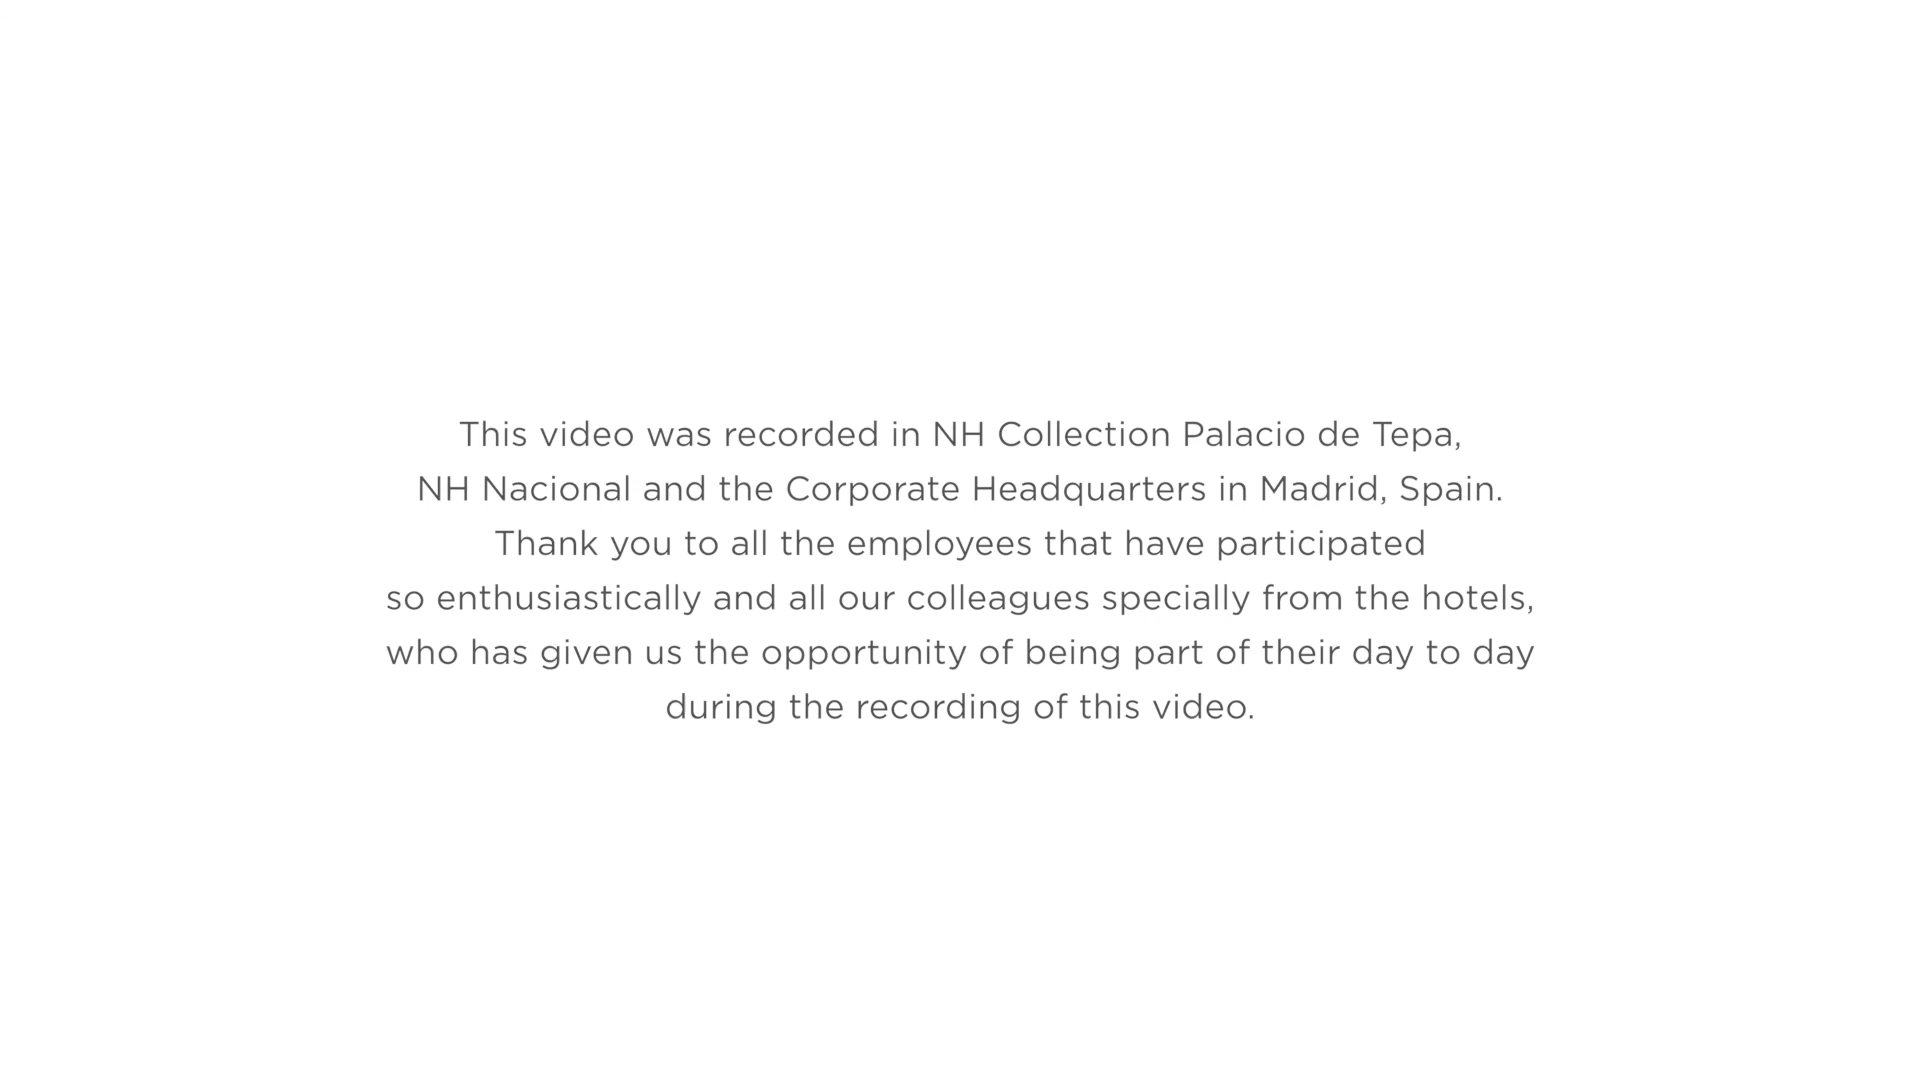 This video was recorded in NH Collection Palacio de Tepa,
NH Nacional and the Corporate Headquarters in Madrid, Spain.
Thank you to all the employees that have participated
so enthusiastically and all our colleagues specially from the hotels,
who has given us the opportunity of being part of their day to day
during the recording of this video.